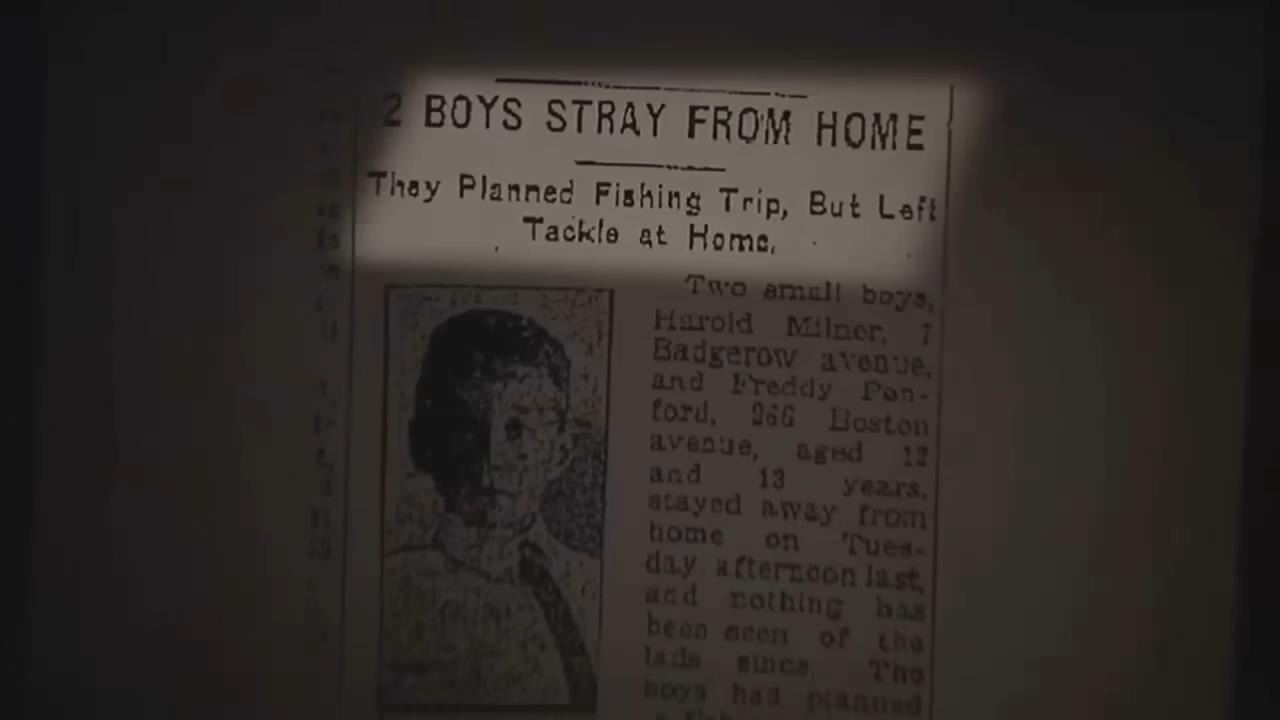 2 BOYS STRAY FROM HOME
They Planned Fishing Trip, But Left
Tackle at Home.
Two small boys,
Harold Milner, 7
Badgerow avenue,
and Freddy Pon-
ford, 266 Boston
avenue, aged 12
and 13 years,
stayed away from
home on Tues-
day afternoon last,
and nothing has
been seen of the
lads since. The
boys had planned